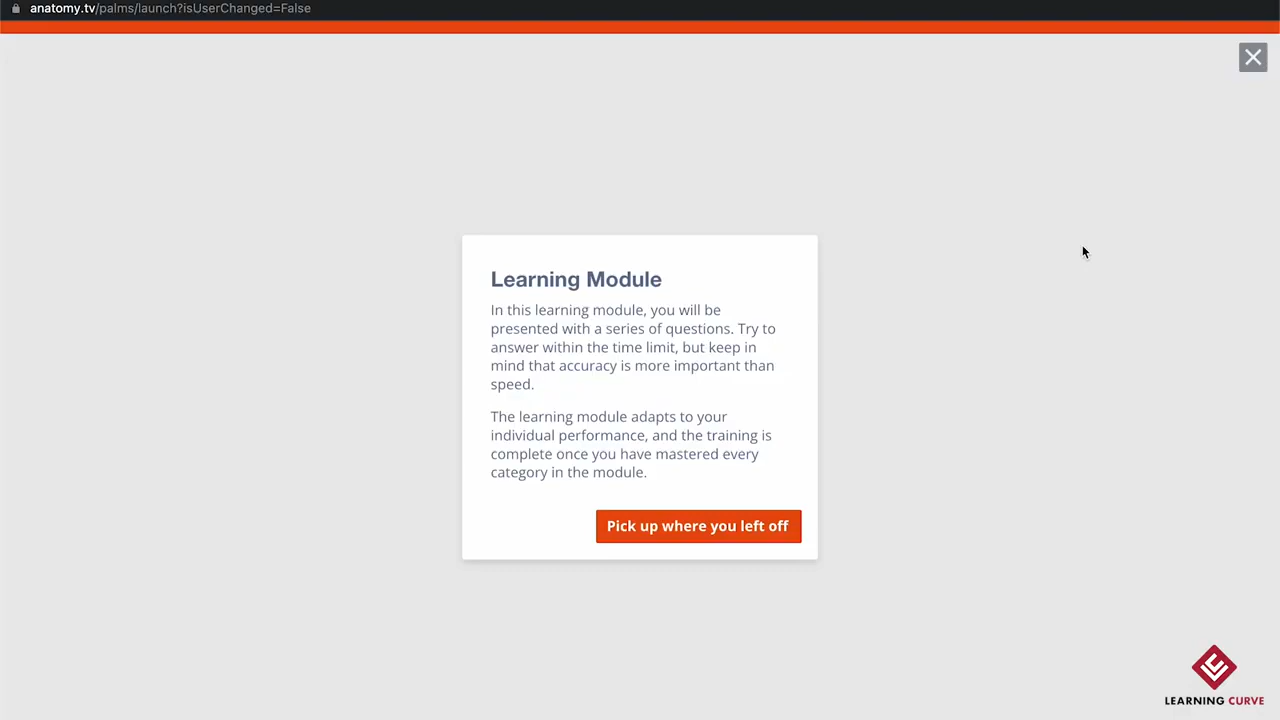 anatomy.tv/palms/launch?isUserChanged=False
Learning Module
In this learning module, you will be
presented with a series of questions. Try to
answer within the time limit, but keep in
mind that accuracy is more important than
speed.
The learning module adapts to your
individual performance, and the training is
complete once you have mastered every
category in the module.
Pick up where you left off
LEARNING CURVE